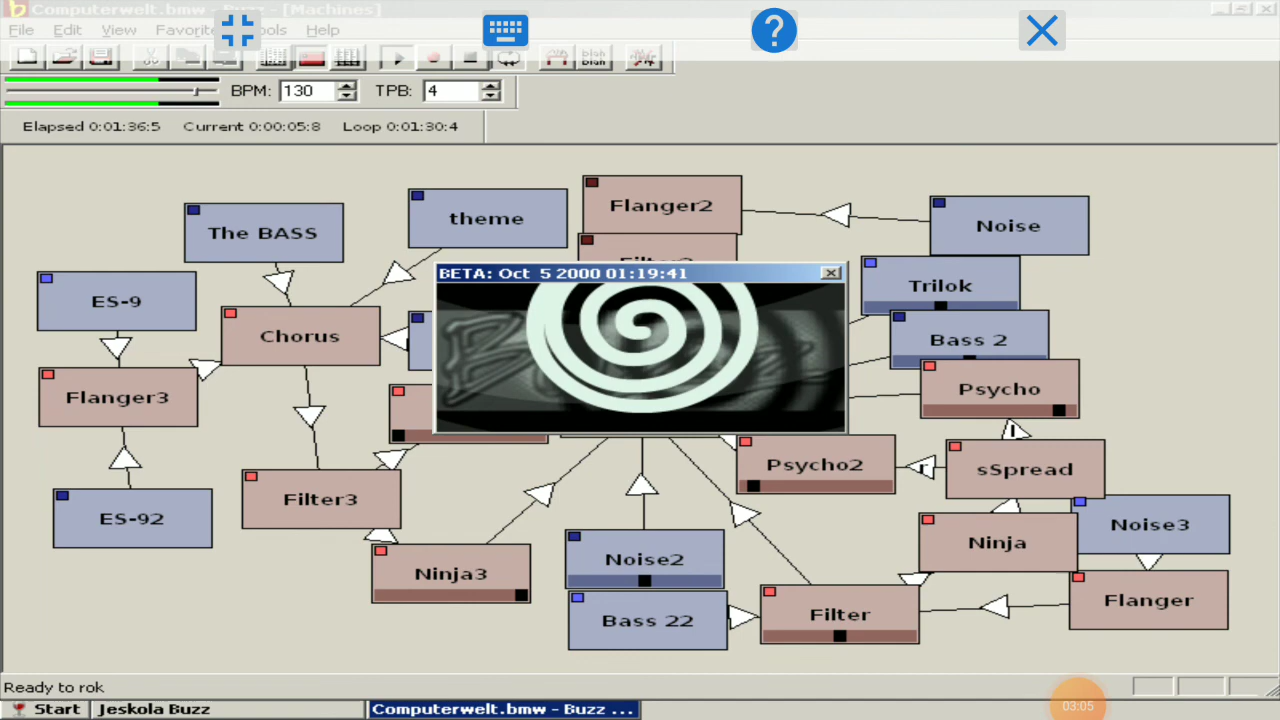 Computerwelt.bmw - Buzz - [Machines]
File Edit View Help
BPM: 130 TPB: 4
Elapsed 0:01:36:5 Current 0:00:05:8 Loop 0:01:30:4
Flanger2
theme
Noise
The BASS
Trilok
ES-9
Chorus
Bass 2
BETA: Oct 5 2000 01:19:41
Flanger3
Psycho
Psycho2
r
l
sSpread
Filter3
ES-92
Noise3
Ninja
Noise2
Ninja3
Bass 22
Filter
Flanger
Ready to rok
03:05
Start Jeskola Buzz Computerwelt.bmw - Buzz ...